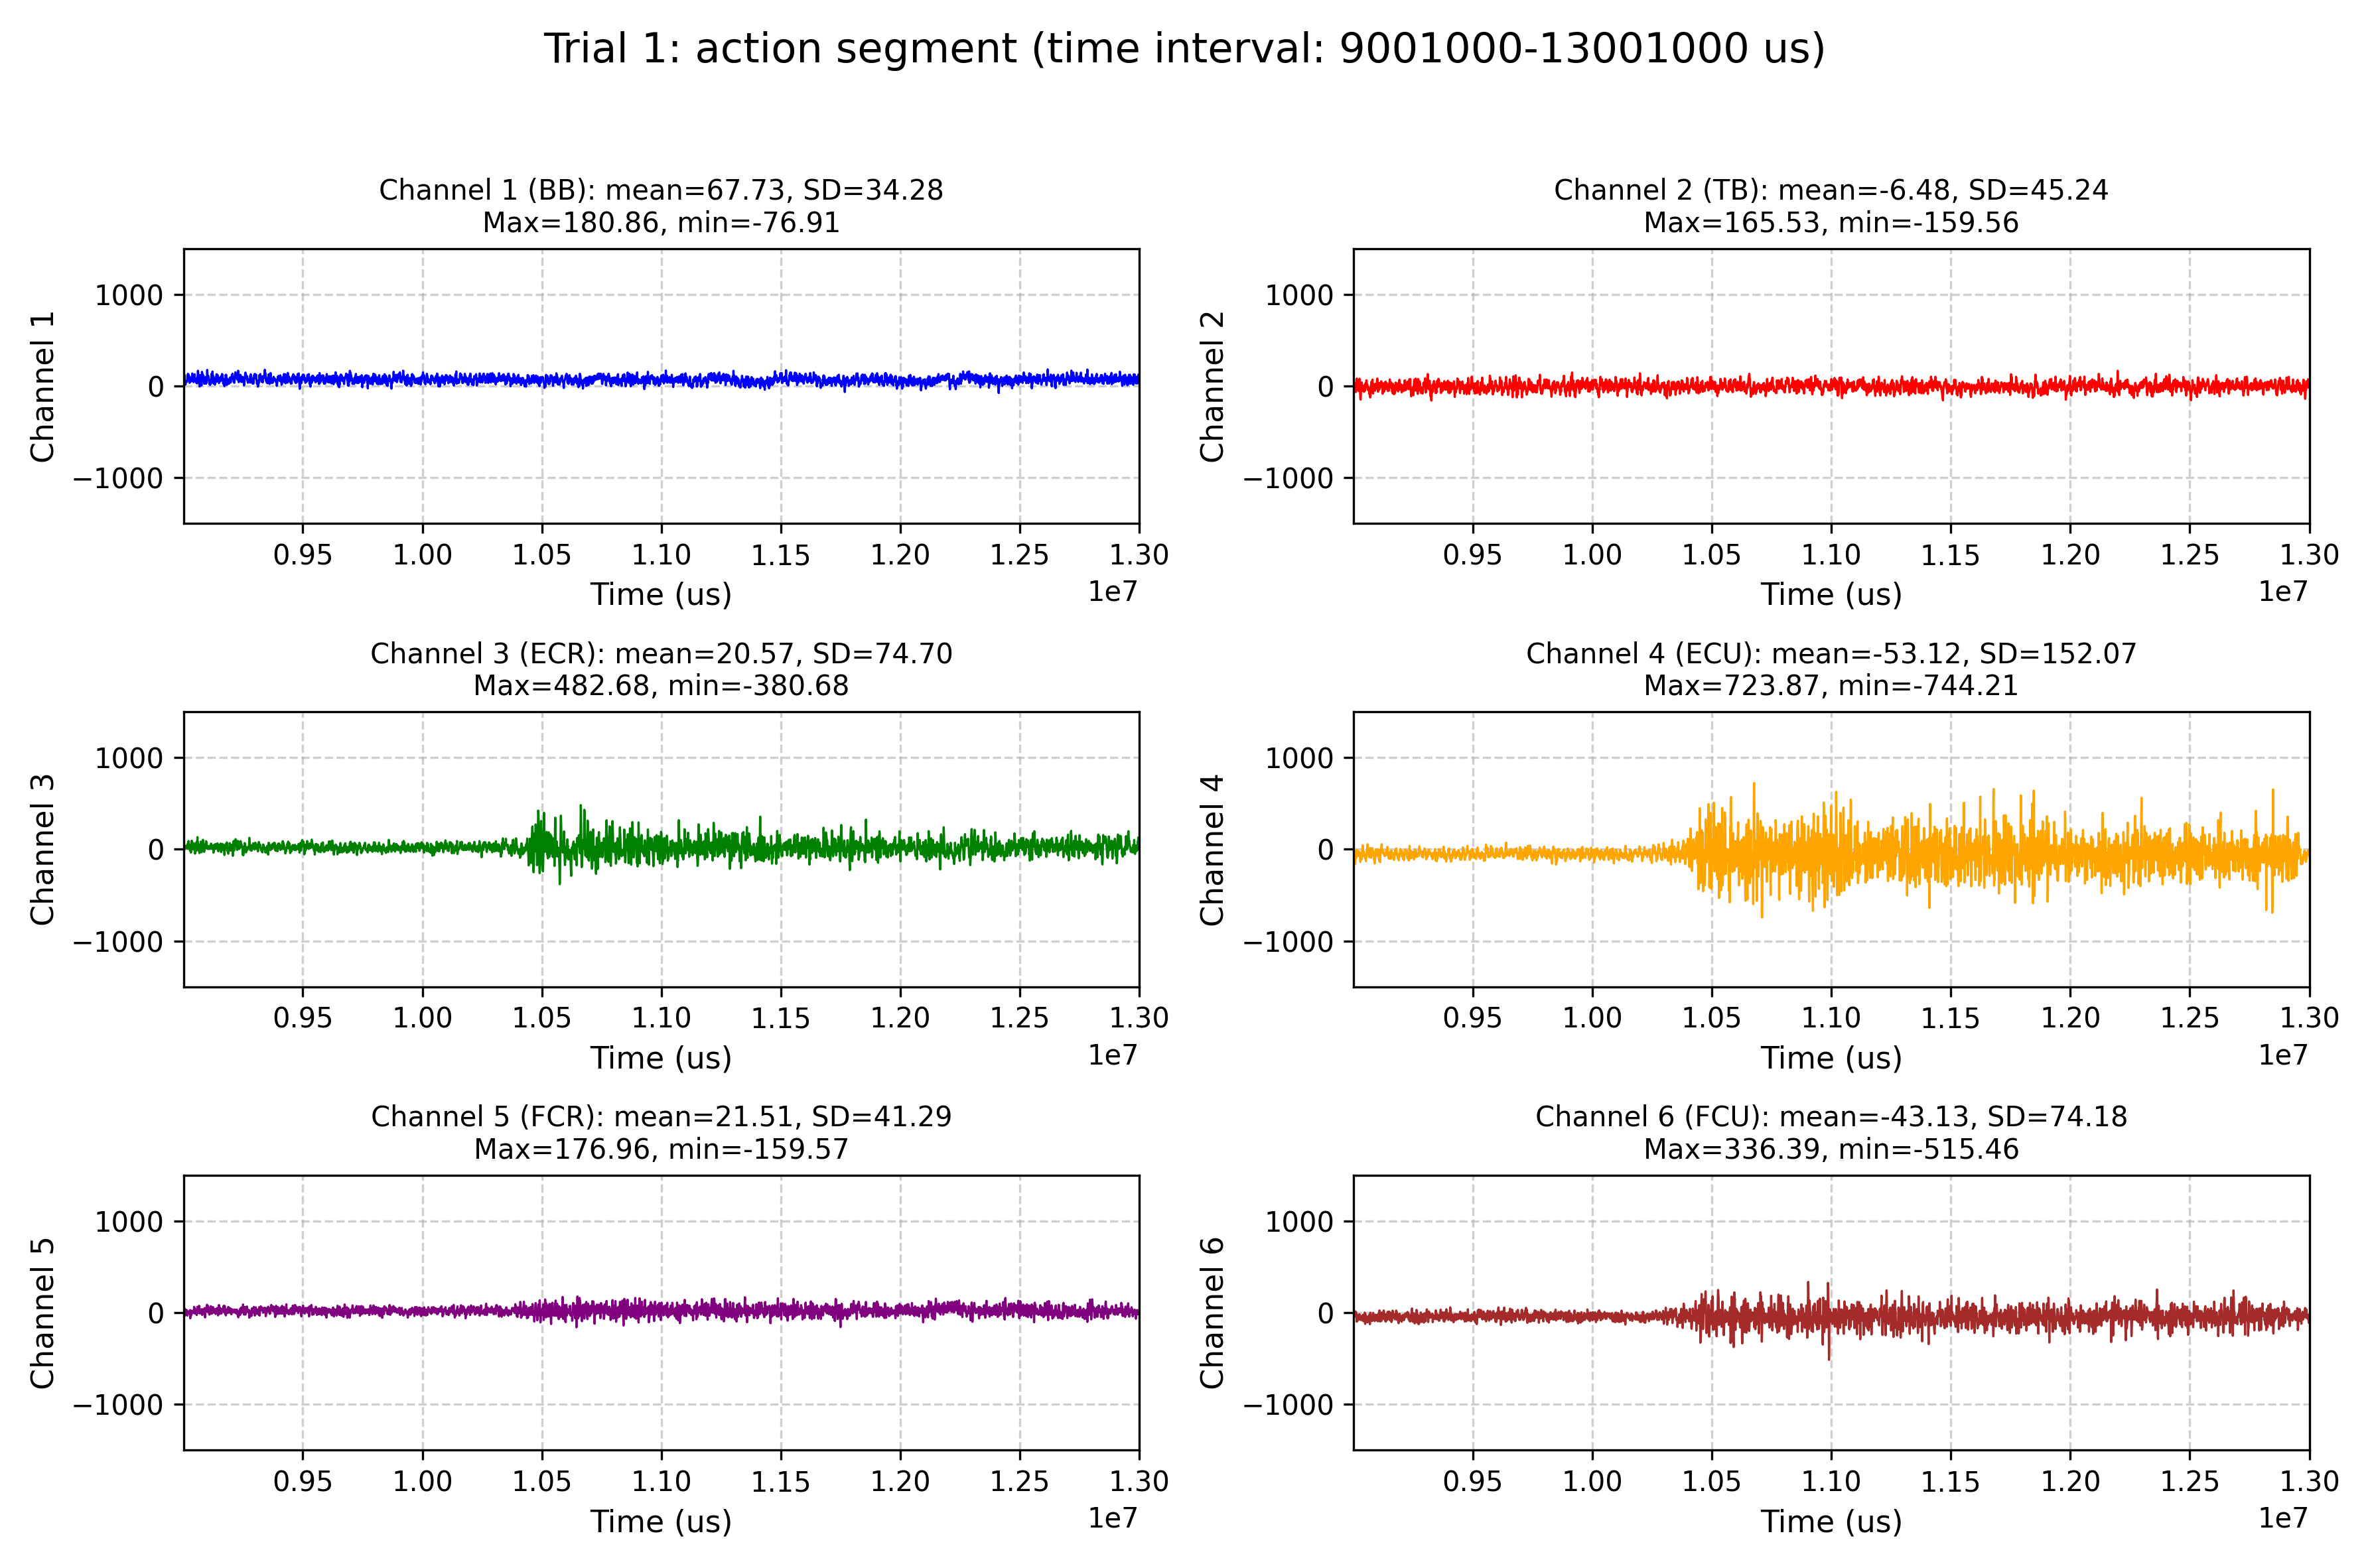 Trial 1: action segment (time interval: 9001000-13001000 us)
Channel 1 (BB): mean=67.73, SD=34.28
Max=180.86, min=-76.91
Channel 1
1000
0
−1000
0.95 1.00 1.05 1.10 1.15 1.20 1.25 1.30
Time (us)
1e7
Channel 2 (TB): mean=-6.48, SD=45.24
Max=165.53, min=-159.56
Channel 2
1000
0
−1000
0.95 1.00 1.05 1.10 1.15 1.20 1.25 1.30
Time (us)
1e7
Channel 3 (ECR): mean=20.57, SD=74.70
Max=482.68, min=-380.68
Channel 3
1000
0
−1000
0.95 1.00 1.05 1.10 1.15 1.20 1.25 1.30
Time (us)
1e7
Channel 4 (ECU): mean=-53.12, SD=152.07
Max=723.87, min=-744.21
Channel 4
1000
0
−1000
0.95 1.00 1.05 1.10 1.15 1.20 1.25 1.30
Time (us)
1e7
Channel 5 (FCR): mean=21.51, SD=41.29
Max=176.96, min=-159.57
Channel 5
1000
0
−1000
0.95 1.00 1.05 1.10 1.15 1.20 1.25 1.30
Time (us)
1e7
Channel 6 (FCU): mean=-43.13, SD=74.18
Max=336.39, min=-515.46
Channel 6
1000
0
−1000
0.95 1.00 1.05 1.10 1.15 1.20 1.25 1.30
Time (us)
1e7